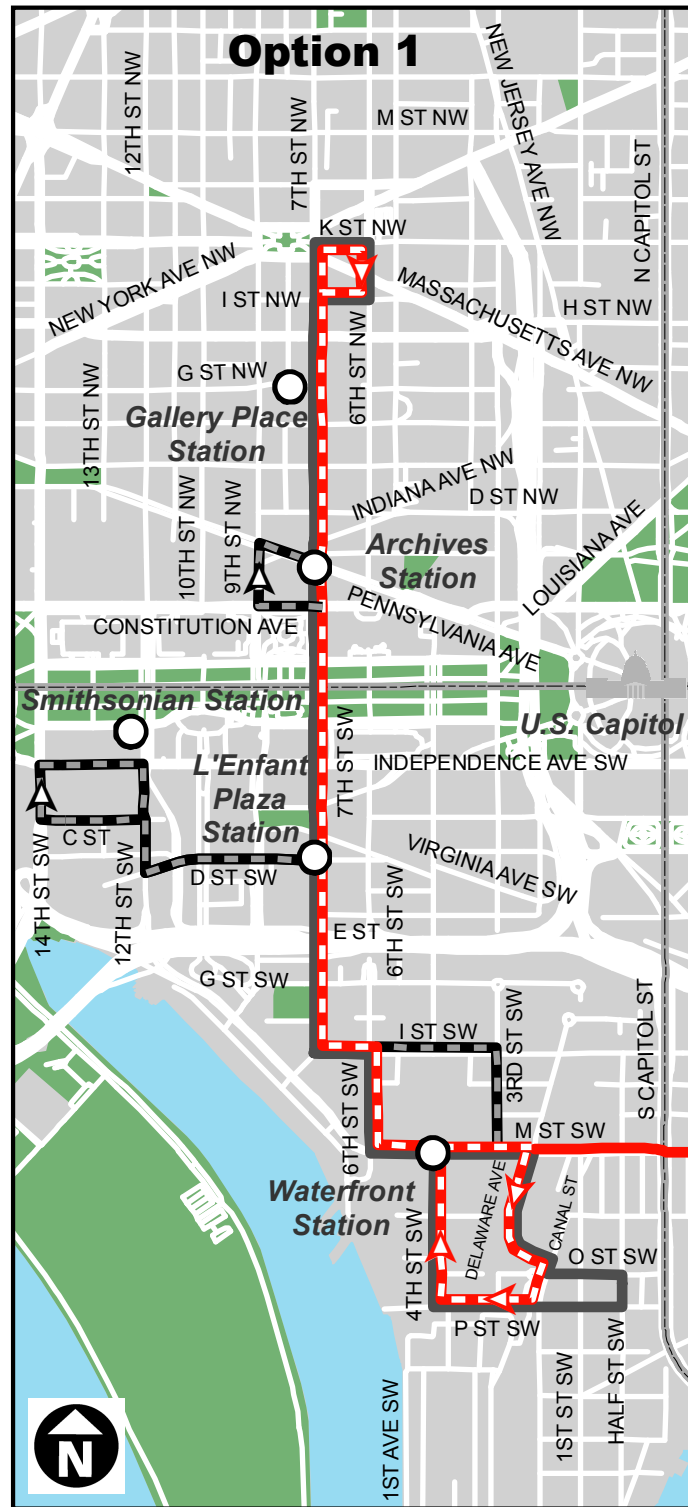 Option 1
NEW JERSEY AVE NW
12TH ST NW
7TH ST NW
M ST NW
N CAPITOL ST
K ST NW
NEW YORK AVE NW
I ST NW
MASSACHUSETTS AVE NW
H ST NW
6TH ST NW
G ST NW
Gallery Place
Station
13TH ST NW
INDIANA AVE NW
D ST NW
10TH ST NW
9TH ST NW
LOUISIANA AVE
Archives
Station
PENNSYLVANIA AVE
CONSTITUTION AVE
Smithsonian Station
U.S. Capitol
L'Enfant
Plaza
Station
7TH ST SW
INDEPENDENCE AVE SW
C ST
VIRGINIA AVE SW
D ST SW
14TH ST SW
12TH ST SW
E ST
6TH ST SW
G ST SW
I ST SW
3RD ST SW
S CAPITOL ST
6TH ST SW
M ST SW
Waterfront
Station
DELAWARE AVE
CANAL ST
4TH ST SW
O ST SW
P ST SW
1ST AVE SW
1ST ST SW
HALF ST SW
N